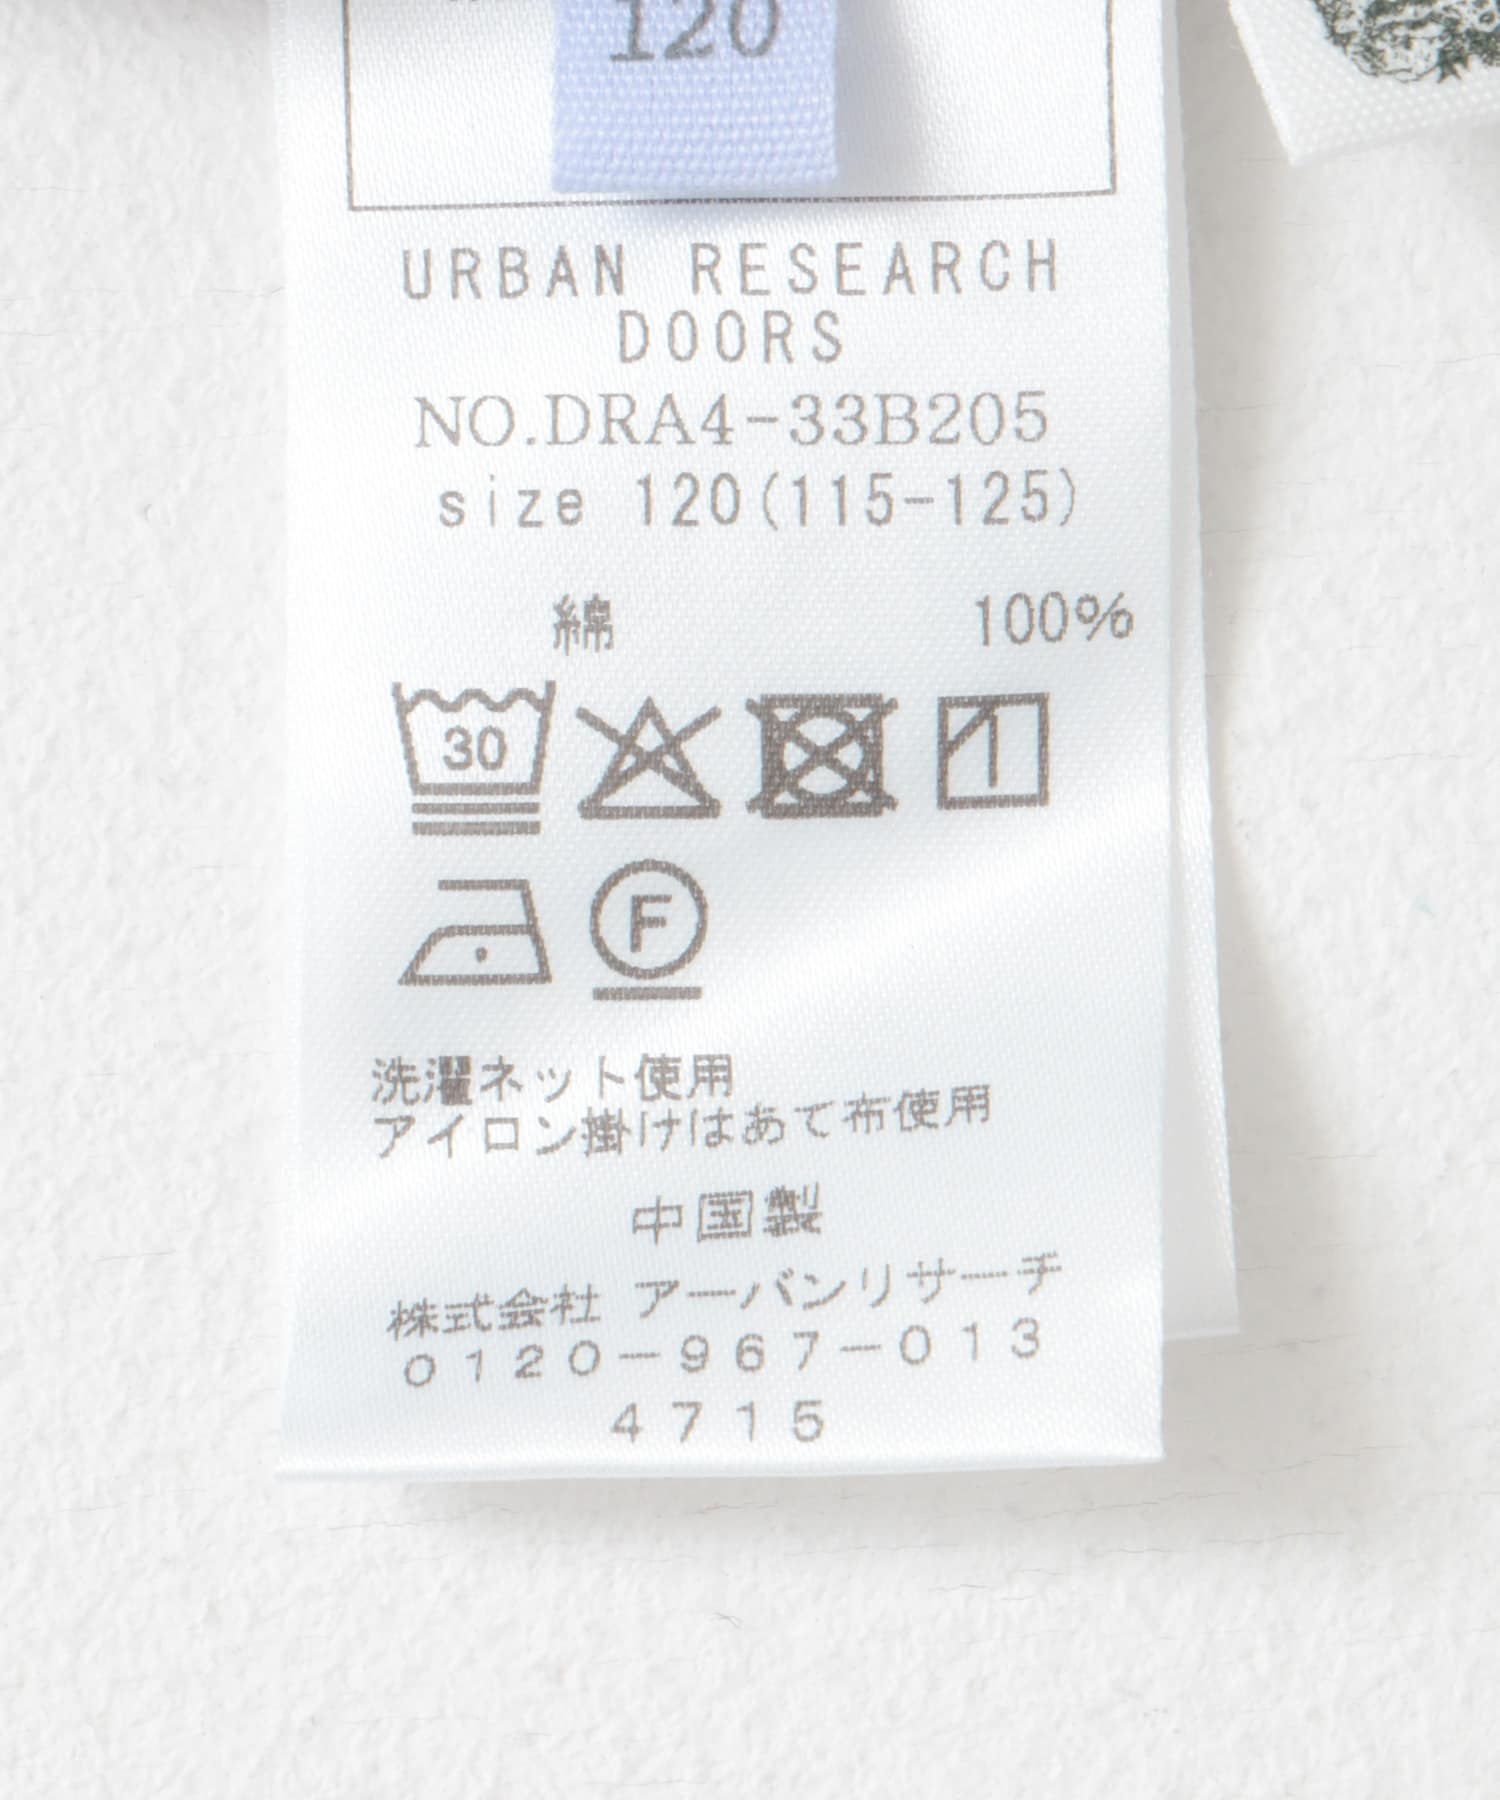 120
URBAN RESEARCH
DOORS
NO.DRA4-33B205
size 120(115-125)
綿 100%
30
F
洗濯ネット使用
アイロン掛けはあて布使用
中国製
株式会社 アーバンリサーチ
0120-967-013
4715